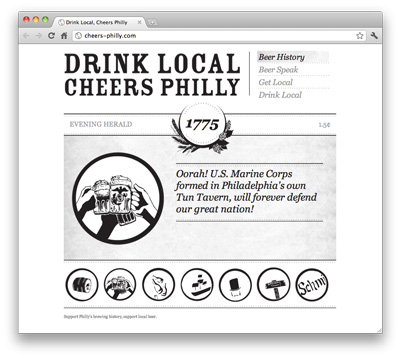 Drink Local, Cheers Philly
cheers-philly.com
DRINK LOCAL
CHEERS PHILLY
Beer History
Beer Speak
Get Local
Drink Local
EVENING HERALD
1775
1.5¢
Oorah! U.S. Marine Corps
formed in Philadelphia's own
Tun Tavern, will forever defend
our great nation!
Support Philly's brewing history, support local beer.